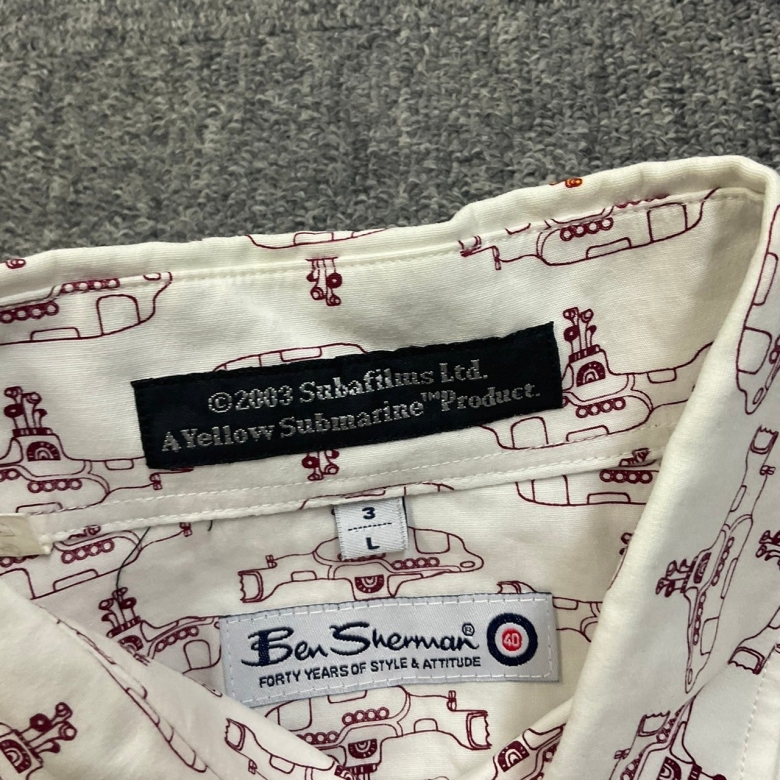 ©2003 Subafilms Ltd.
A Yellow Submarine™ Product.
3
L
Ben Sherman®
40
FORTY YEARS OF STYLE & ATTITUDE